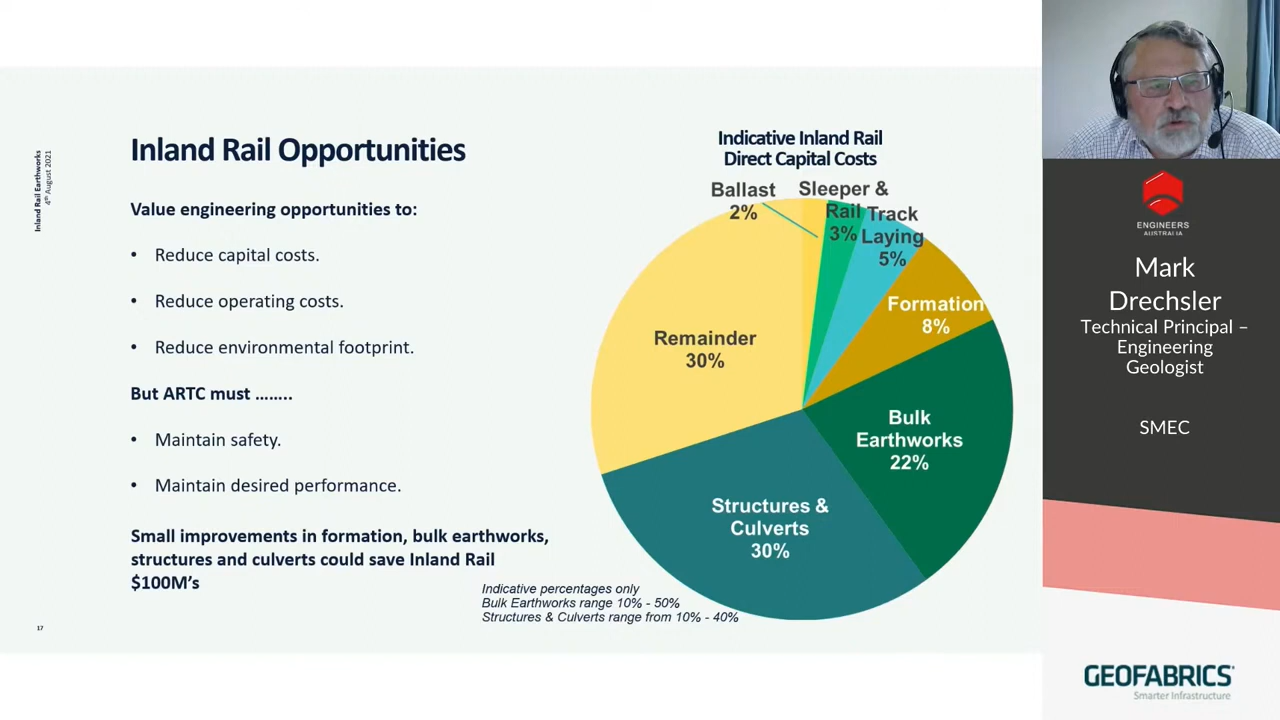 Inland Rail Earthworks
4th August 2021
Inland Rail Opportunities
Value engineering opportunities to:
• Reduce capital costs.
• Reduce operating costs.
• Reduce environmental footprint.
But ARTC must ........
• Maintain safety.
• Maintain desired performance.
Small improvements in formation, bulk earthworks,
structures and culverts could save Inland Rail
$100M's
17
Indicative Inland Rail
Direct Capital Costs
Ballast
2%
Sleeper &
Rail
3%
Track
Laying
5%
Formation
8%
Bulk
Earthworks
22%
Structures &
Culverts
30%
Remainder
30%
Indicative percentages only
Bulk Earthworks range 10% - 50%
Structures & Culverts range from 10% - 40%
ENGINEERS
AUSTRALIA
Mark
Drechsler
Technical Principal –
Engineering
Geologist
SMEC
GEOFABRICS
Smarter Infrastructure